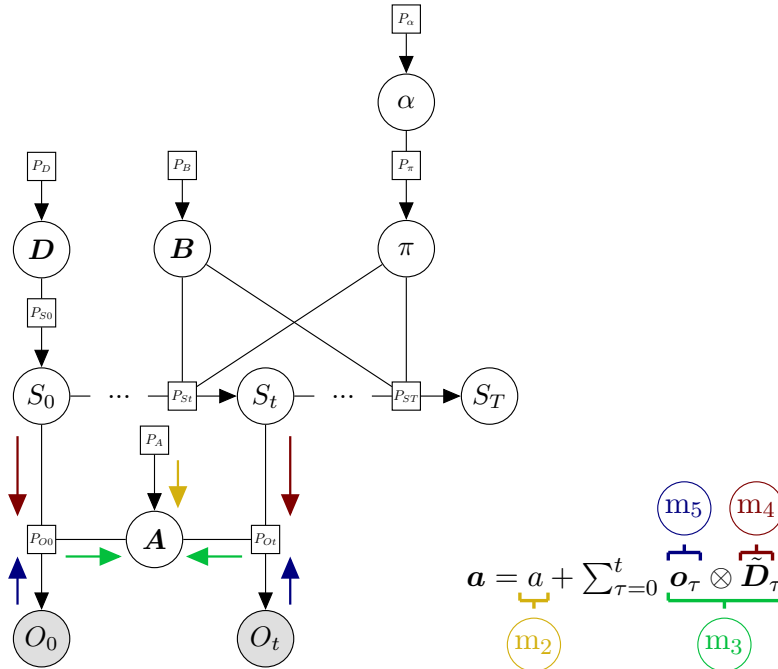 P_α
α
P_D P_B P_π
D B π
P_S0
S_0 ... P_St S_t ... P_ST S_T
P_A
m_5 m_4
P_O0 A P_Ot
a = a + ∑_{τ=0}^{t} o_τ ⊗ D̃_τ
O_0 O_t m_2 m_3